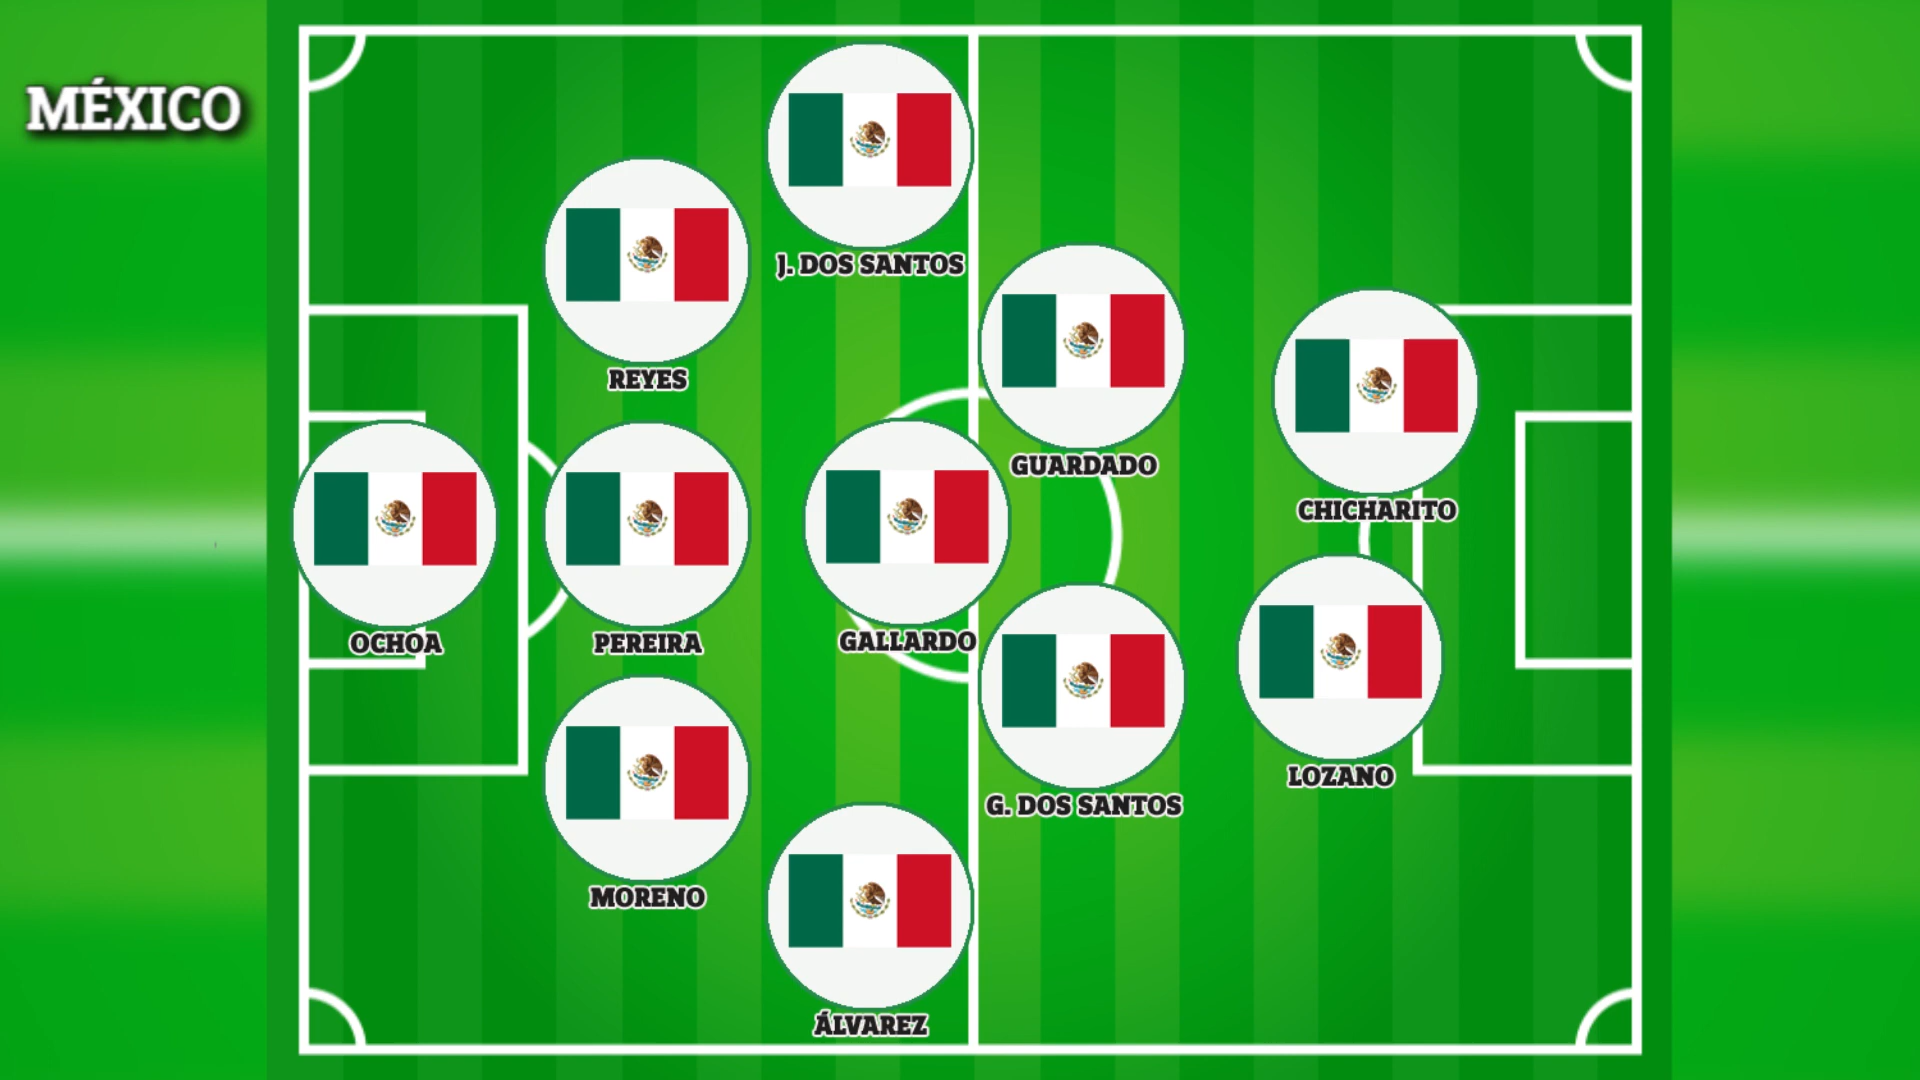 MÉXICO
J. DOS SANTOS
REYES
GUARDADO
CHICHARITO
OCHOA
PEREIRA
GALLARDO
LOZANO
G. DOS SANTOS
MORENO
ÁLVAREZ